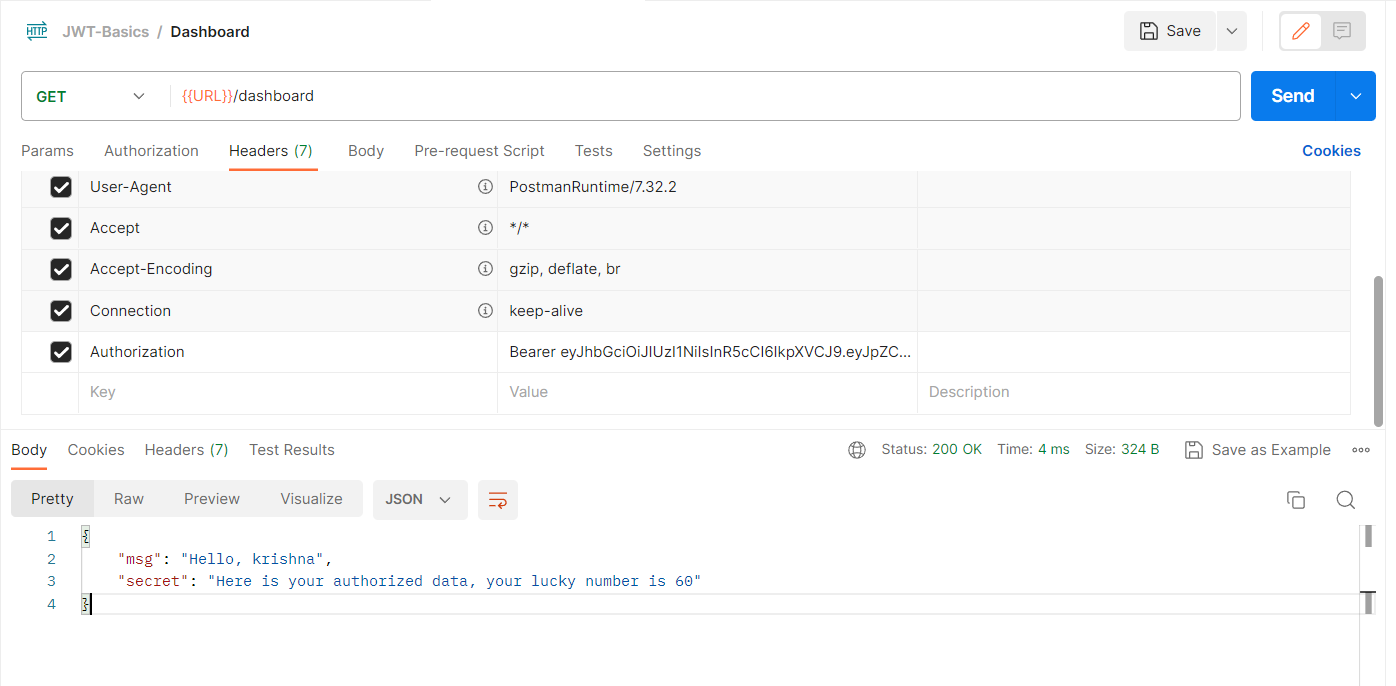 HTTP JWT-Basics / Dashboard Save
GET {{URL}}/dashboard Send
Params Authorization Headers (7) Body Pre-request Script Tests Settings Cookies
User-Agent PostmanRuntime/7.32.2
Accept */*
Accept-Encoding gzip, deflate, br
Connection keep-alive
Authorization Bearer eyJhbGciOiJIUzI1NiIsInR5cCI6IkpXVCJ9.eyJpZC...
Key Value Description
Body Cookies Headers (7) Test Results Status: 200 OK Time: 4 ms Size: 324 B Save as Example
Pretty Raw Preview Visualize JSON
1 {
2 "msg": "Hello, krishna",
3 "secret": "Here is your authorized data, your lucky number is 60"
4 }